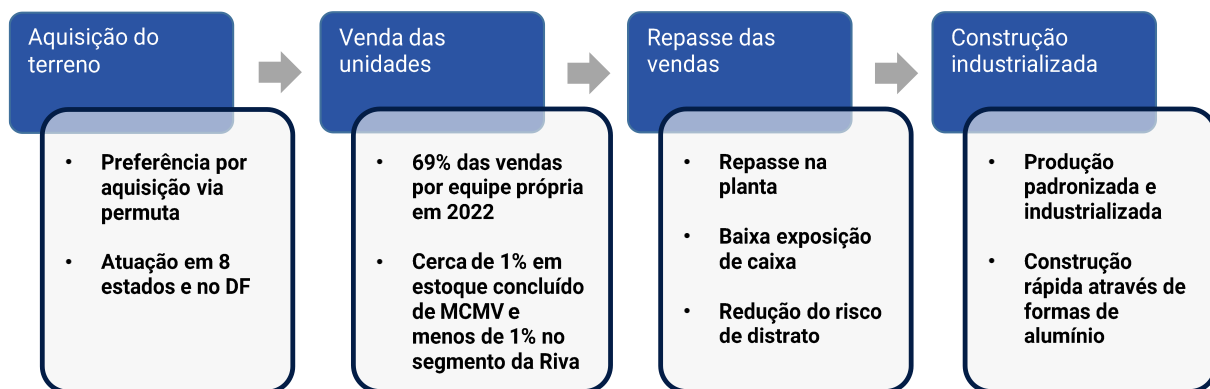 Aquisição do
terreno
• Preferência por
aquisição via
permuta
• Atuação em 8
estados e no DF
Venda das
unidades
• 69% das vendas
por equipe própria
em 2022
• Cerca de 1% em
estoque concluído
de MCMV e
menos de 1% no
segmento da Riva
Repasse das
vendas
• Repasse na
planta
• Baixa exposição
de caixa
• Redução do risco
de distrato
Construção
industrializada
• Produção
padronizada e
industrializada
• Construção
rápida através de
formas de
alumínio